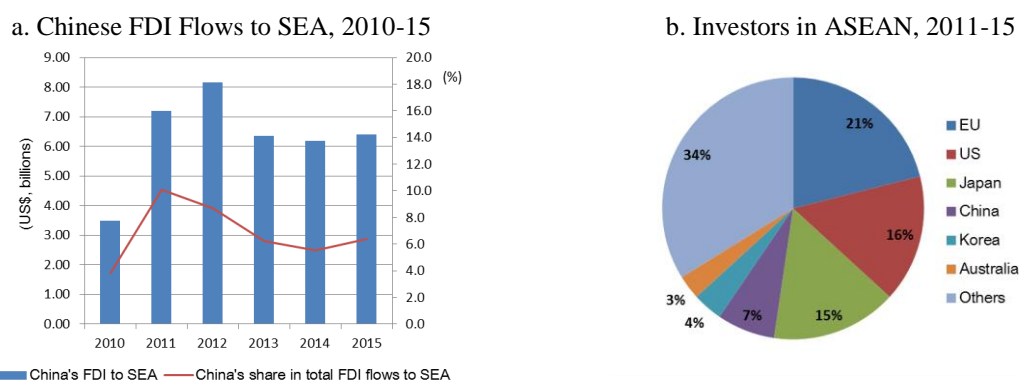 a. Chinese FDI Flows to SEA, 2010-15
9.00
8.00
7.00
6.00
5.00
4.00
3.00
2.00
1.00
0.00
(US$, billions)
20.0
18.0
16.0
14.0
12.0
10.0
8.0
6.0
4.0
2.0
0.0
(%)
2010 2011 2012 2013 2014 2015
China's FDI to SEA China's share in total FDI flows to SEA
b. Investors in ASEAN, 2011-15
21%
16%
15%
7%
4%
3%
34%
EU
US
Japan
China
Korea
Australia
Others